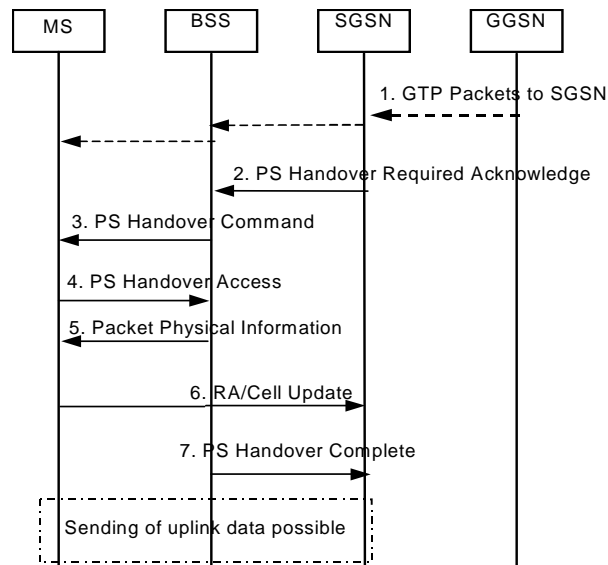 MS
BSS
SGSN
GGSN
1. GTP Packets to SGSN
2. PS Handover Required Acknowledge
3. PS Handover Command
4. PS Handover Access
5. Packet Physical Information
6. RA/Cell Update
7. PS Handover Complete
Sending of uplink data possible